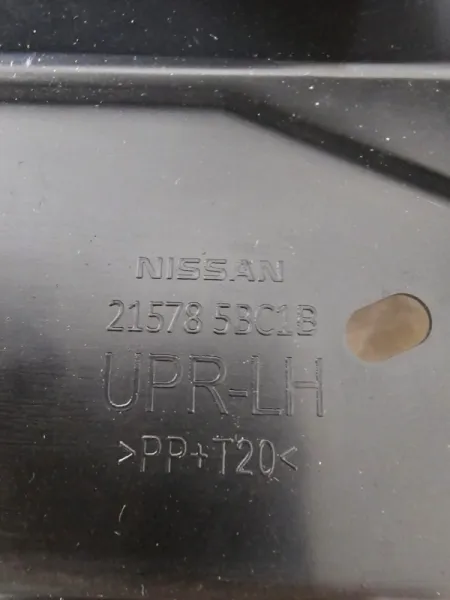 NISSAN
21578 53C1B
UPR-LH
>PP+T20<